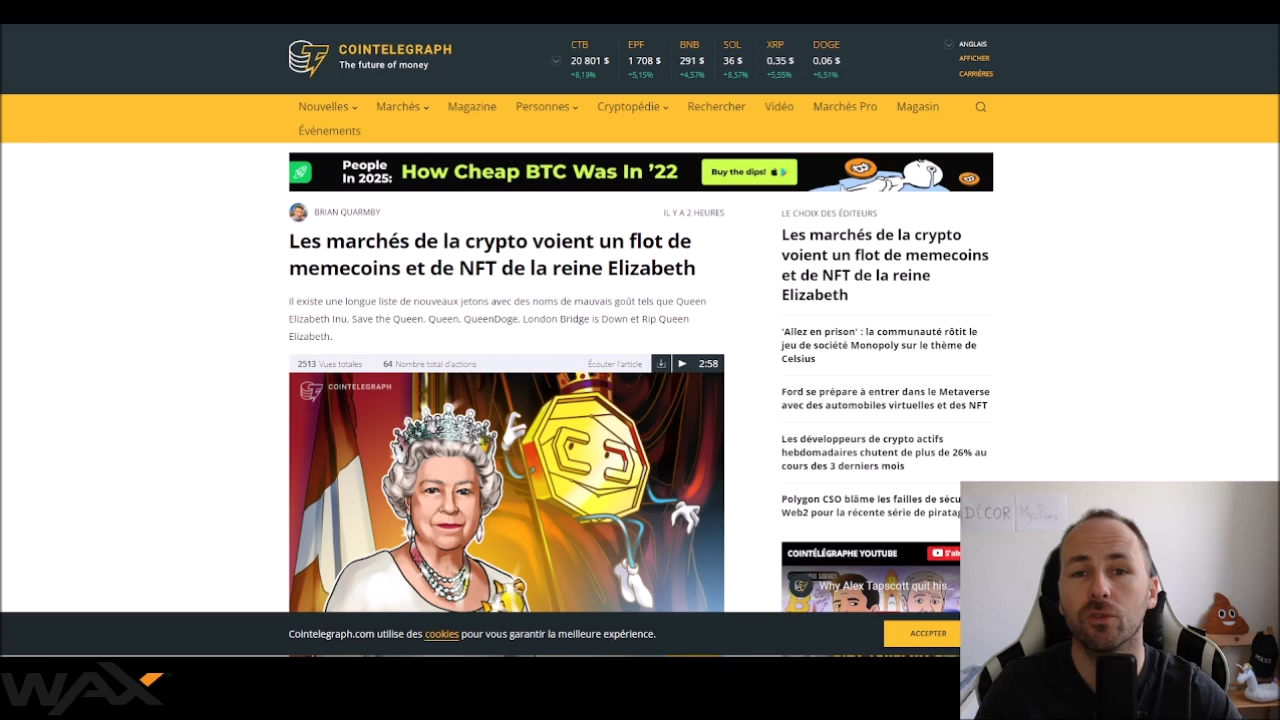 COINTELEGRAPH
The future of money
CTB
20 801 $
+8,19%
EPF
1 708 $
+5,15%
BNB
291 $
+4,57%
SOL
36 $
+8,57%
XRP
0,35 $
+5,55%
DOGE
0,06 $
+6,51%
ANGLAIS
AFFICHER
CARRIÈRES
Nouvelles
Marchés
Magazine
Personnes
Cryptopédie
Rechercher
Vidéo
Marchés Pro
Magasin
Événements
People
In 2025:
How Cheap BTC Was In '22
Buy the dips!
BRIAN QUARMBY
IL Y A 2 HEURES
Les marchés de la crypto voient un flot de
memecoins et de NFT de la reine Elizabeth
Il existe une longue liste de nouveaux jetons avec des noms de mauvais goût tels que Queen
Elizabeth Inu, Save the Queen, Queen, QueenDoge, London Bridge is Down et Rip Queen
Elizabeth.
2513 Vues totales
64 Nombre total d'actions
Écouter l'article
2:58
COINTELEGRAPH
LE CHOIX DES ÉDITEURS
Les marchés de la crypto
voient un flot de memecoins
et de NFT de la reine
Elizabeth
'Allez en prison' : la communauté rôtit le
jeu de société Monopoly sur le thème de
Celsius
Ford se prépare à entrer dans le Metaverse
avec des automobiles virtuelles et des NFT
Les développeurs de crypto actifs
hebdomadaires chutent de plus de 26% au
cours des 3 derniers mois
Polygon CSO blâme les failles de sécu
Web2 pour la récente série de piratag
COINTÉLÉGRAPHE YOUTUBE
S'ab
Why Alex Tapscott quit his...
Cointelegraph.com utilise des cookies pour vous garantir la meilleure expérience.
ACCEPTER
DÉCOR
WAX